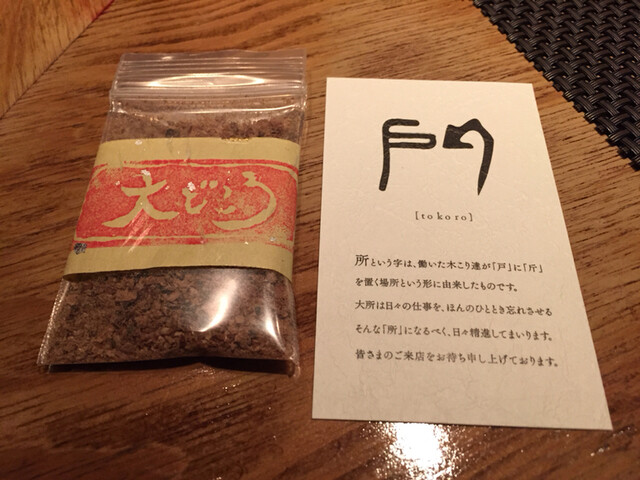 大どころ
所
[tokoro]
所という字は、働いた木こり達が「戸」に「斤」
を置く場所という形に由来したものです。
大所は日々の仕事を、ほんのひととき忘れさせる
そんな「所」になるべく、日々精進してまいります。
皆さまのご来店をお待ち申し上げております。